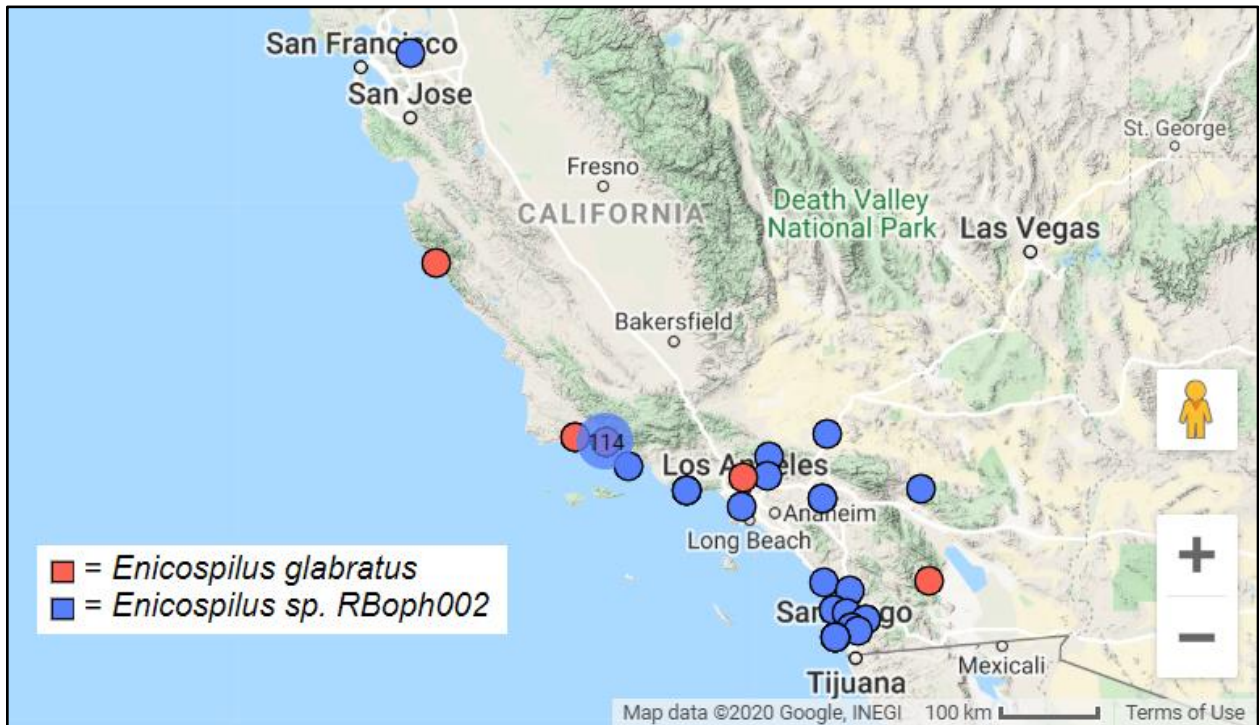 San Francisco
San Jose
St. George
Fresno
CALIFORNIA
Death Valley
National Park
Las Vegas
Bakersfield
114
Los Angeles
Anaheim
Long Beach
= Enicospilus glabratus
= Enicospilus sp. RBoph002
San Diego
Mexicali
Tijuana
+
−
Map data ©2020 Google, INEGI 100 km Terms of Use